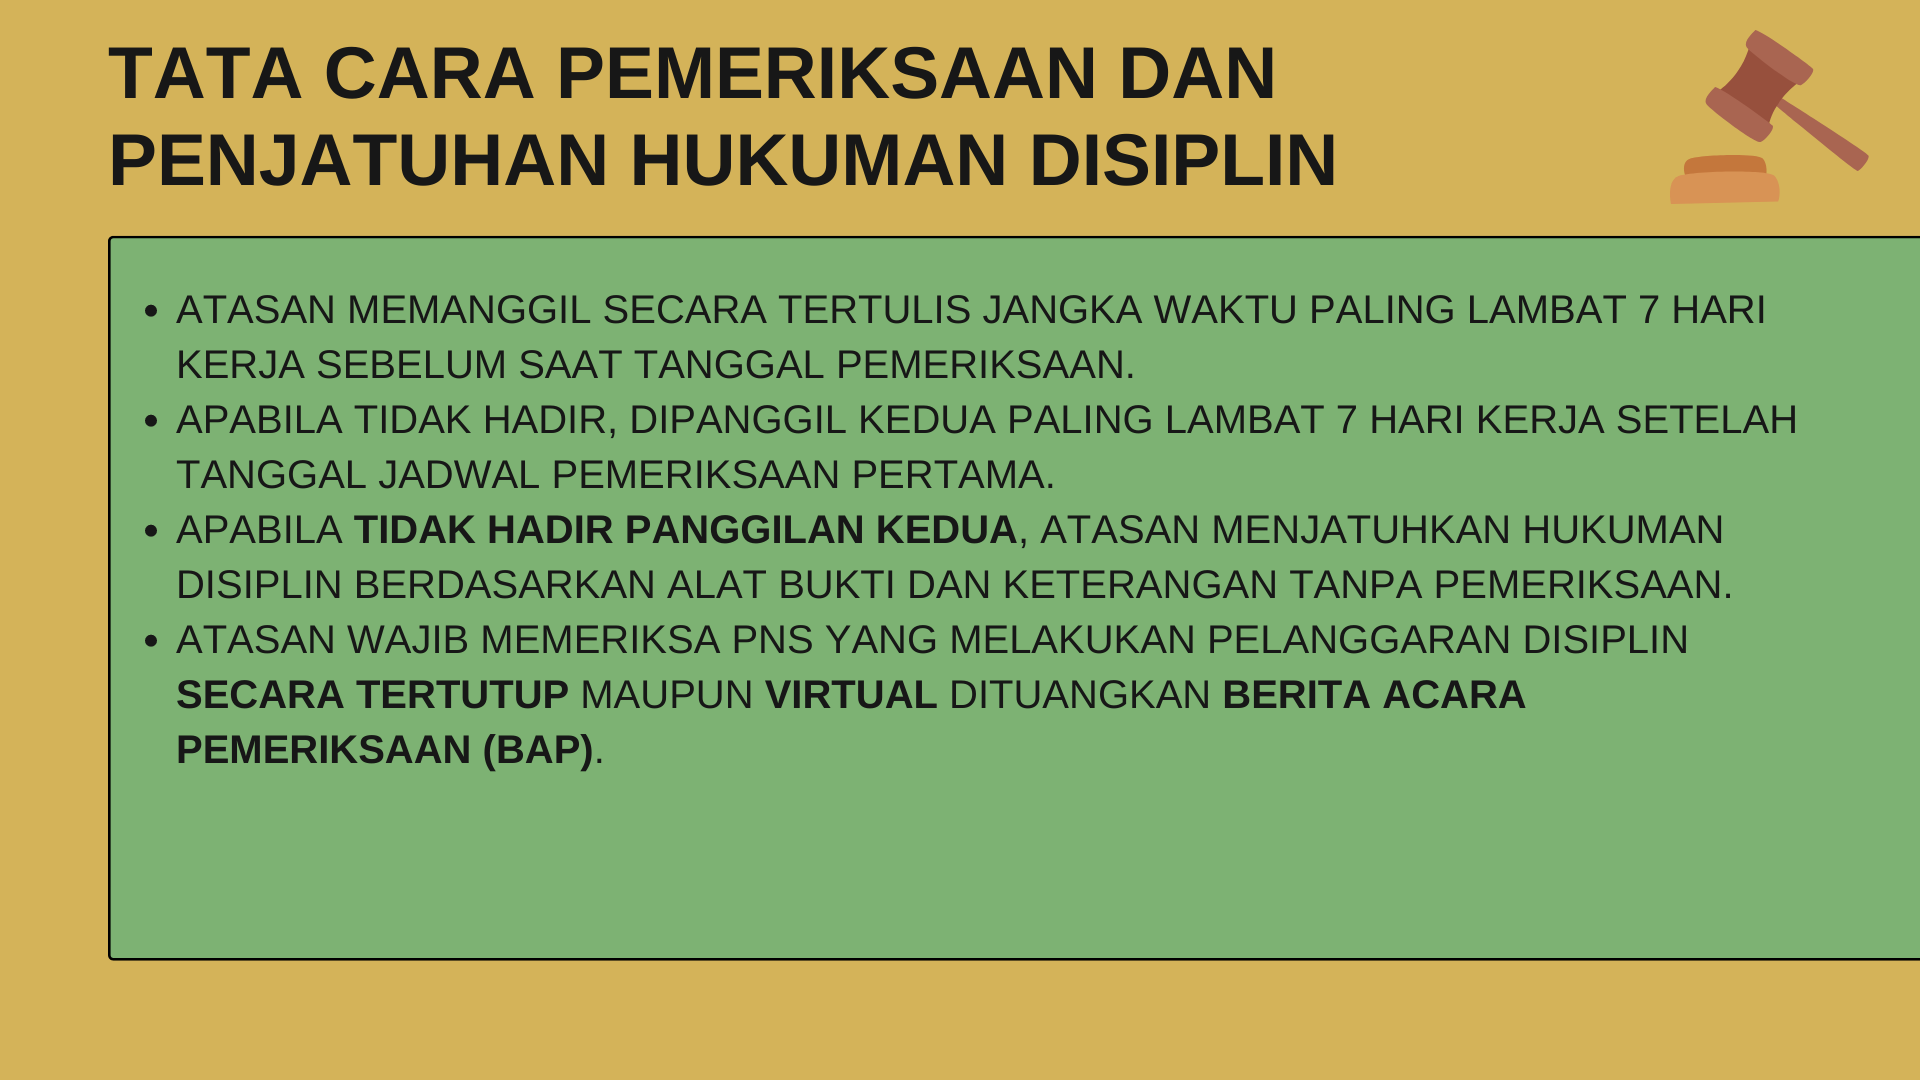 TATA CARA PEMERIKSAAN DAN
PENJATUHAN HUKUMAN DISIPLIN
• ATASAN MEMANGGIL SECARA TERTULIS JANGKA WAKTU PALING LAMBAT 7 HARI
KERJA SEBELUM SAAT TANGGAL PEMERIKSAAN.
• APABILA TIDAK HADIR, DIPANGGIL KEDUA PALING LAMBAT 7 HARI KERJA SETELAH
TANGGAL JADWAL PEMERIKSAAN PERTAMA.
• APABILA TIDAK HADIR PANGGILAN KEDUA, ATASAN MENJATUHKAN HUKUMAN
DISIPLIN BERDASARKAN ALAT BUKTI DAN KETERANGAN TANPA PEMERIKSAAN.
• ATASAN WAJIB MEMERIKSA PNS YANG MELAKUKAN PELANGGARAN DISIPLIN
SECARA TERTUTUP MAUPUN VIRTUAL DITUANGKAN BERITA ACARA
PEMERIKSAAN (BAP).